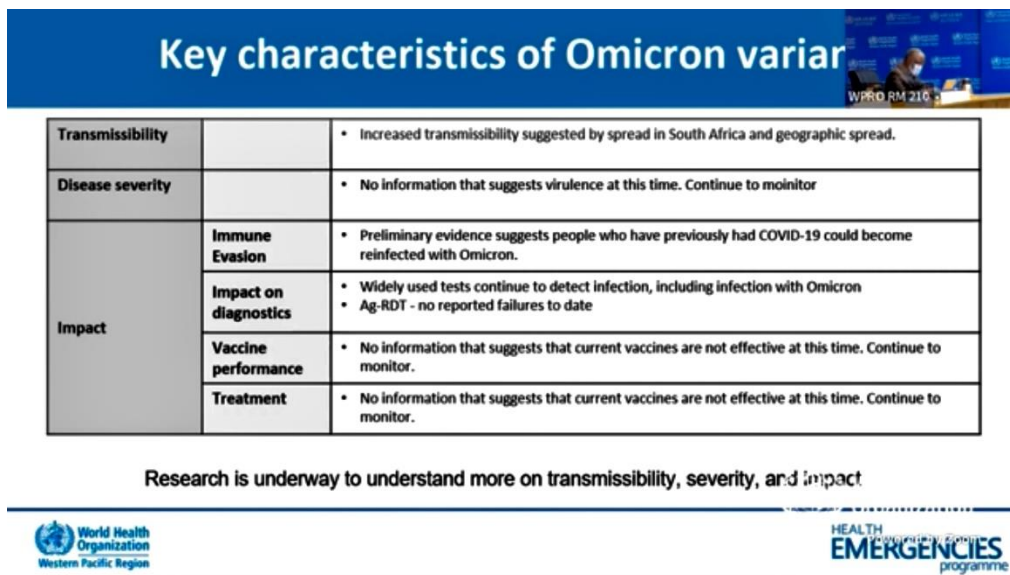 Key characteristics of Omicron varian
WPRO RM 210
Transmissibility
• Increased transmissibility suggested by spread in South Africa and geographic spread.
Disease severity
• No information that suggests virulence at this time. Continue to moinitor
Impact
Immune
Evasion
• Preliminary evidence suggests people who have previously had COVID-19 could become
reinfected with Omicron.
Impact on
diagnostics
• Widely used tests continue to detect infection, including infection with Omicron
• Ag-RDT - no reported failures to date
Vaccine
performance
• No information that suggests that current vaccines are not effective at this time. Continue to
monitor.
Treatment
• No information that suggests that current vaccines are not effective at this time. Continue to
monitor.
Research is underway to understand more on transmissibility, severity, and impact
Organization
World Health
Organization
Western Pacific Region
HEALTH
EMERGENCIES
programme
Powered by Zoom